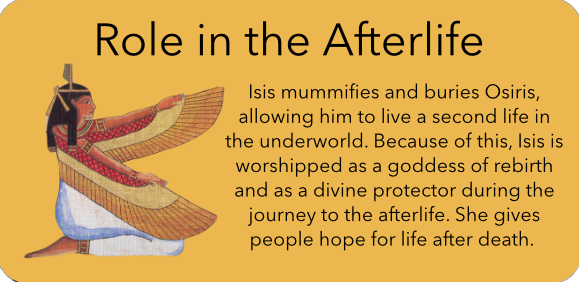 Role in the Afterlife
Isis mummifies and buries Osiris,
allowing him to live a second life in
the underworld. Because of this, Isis is
worshipped as a goddess of rebirth
and as a divine protector during the
journey to the afterlife. She gives
people hope for life after death.